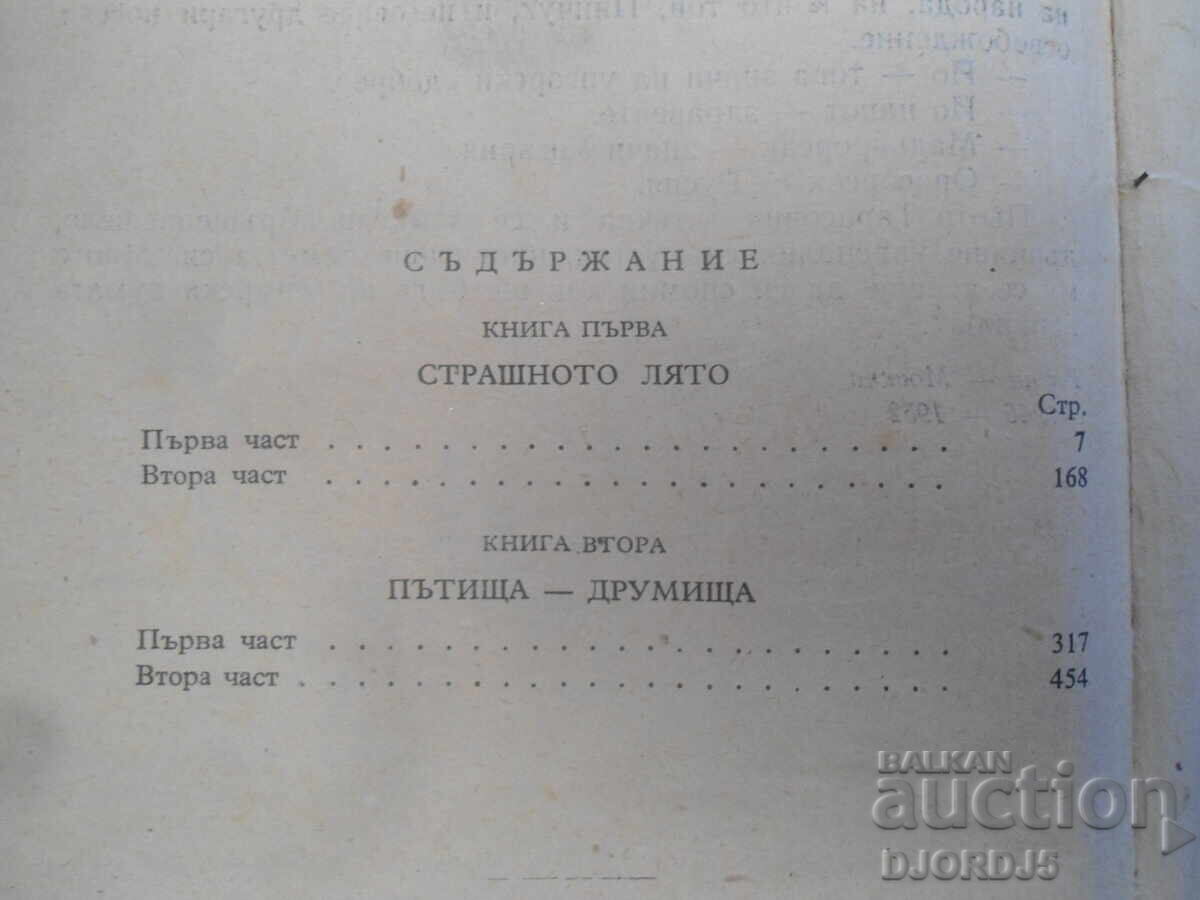 СЪДЪРЖАНИЕ
КНИГА ПЪРВА
СТРАШНОТО ЛЯТО
Стр.
Първа част . . . . . . . . . . . . . . . . . . . . . . 7
Втора част . . . . . . . . . . . . . . . . . . . . . . 168
КНИГА ВТОРА
ПЪТИЩА — ДРУМИЩА
Първа част . . . . . . . . . . . . . . . . . . . . . . 317
Втора част . . . . . . . . . . . . . . . . . . . . . . . 454
BALKAN
auction
DJORDJ5